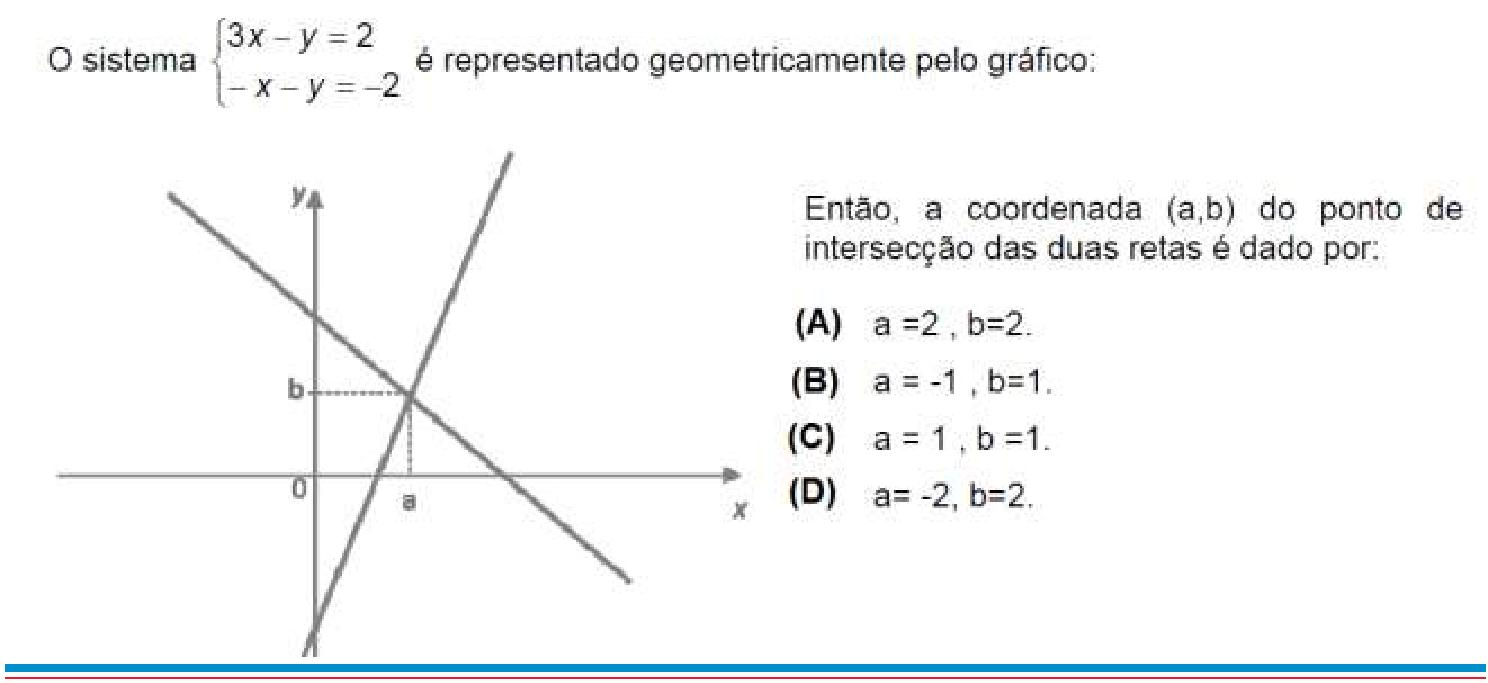 O sistema {3x – y = 2 é representado geometricamente pelo gráfico:
– x – y = –2
Então, a coordenada (a,b) do ponto de
intersecção das duas retas é dado por:
(A) a =2 , b=2.
(B) a = -1 , b=1.
(C) a = 1 , b =1.
(D) a= -2, b=2.
y
b
0
a
x